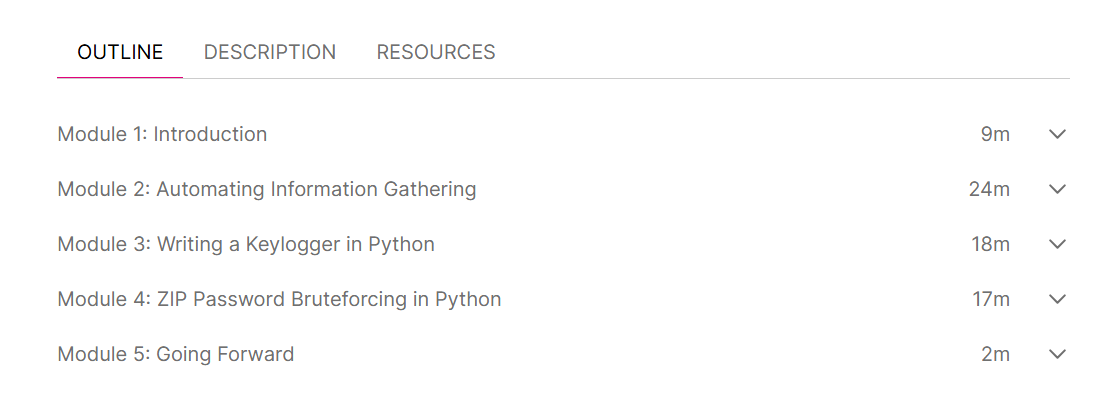 OUTLINE DESCRIPTION RESOURCES
Module 1: Introduction 9m
Module 2: Automating Information Gathering 24m
Module 3: Writing a Keylogger in Python 18m
Module 4: ZIP Password Bruteforcing in Python 17m
Module 5: Going Forward 2m